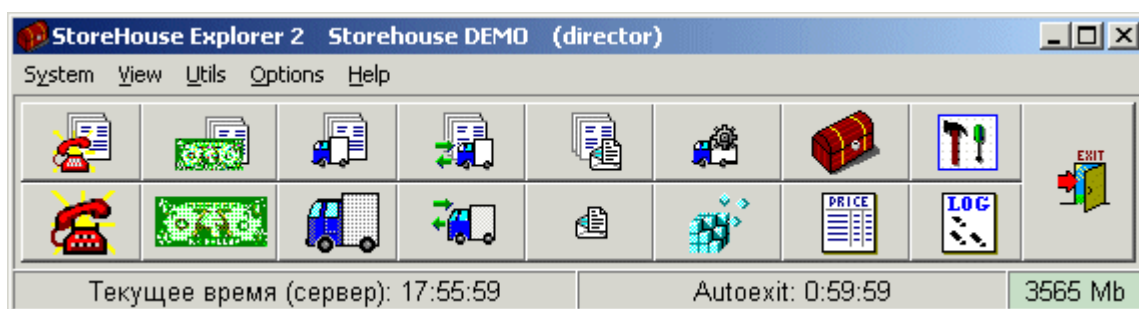 StoreHouse Explorer 2 Storehouse DEMO (director)
System View Utils Options Help
EXIT
PRICE LOG
Текущее время (сервер): 17:55:59 Autoexit: 0:59:59 3565 Mb